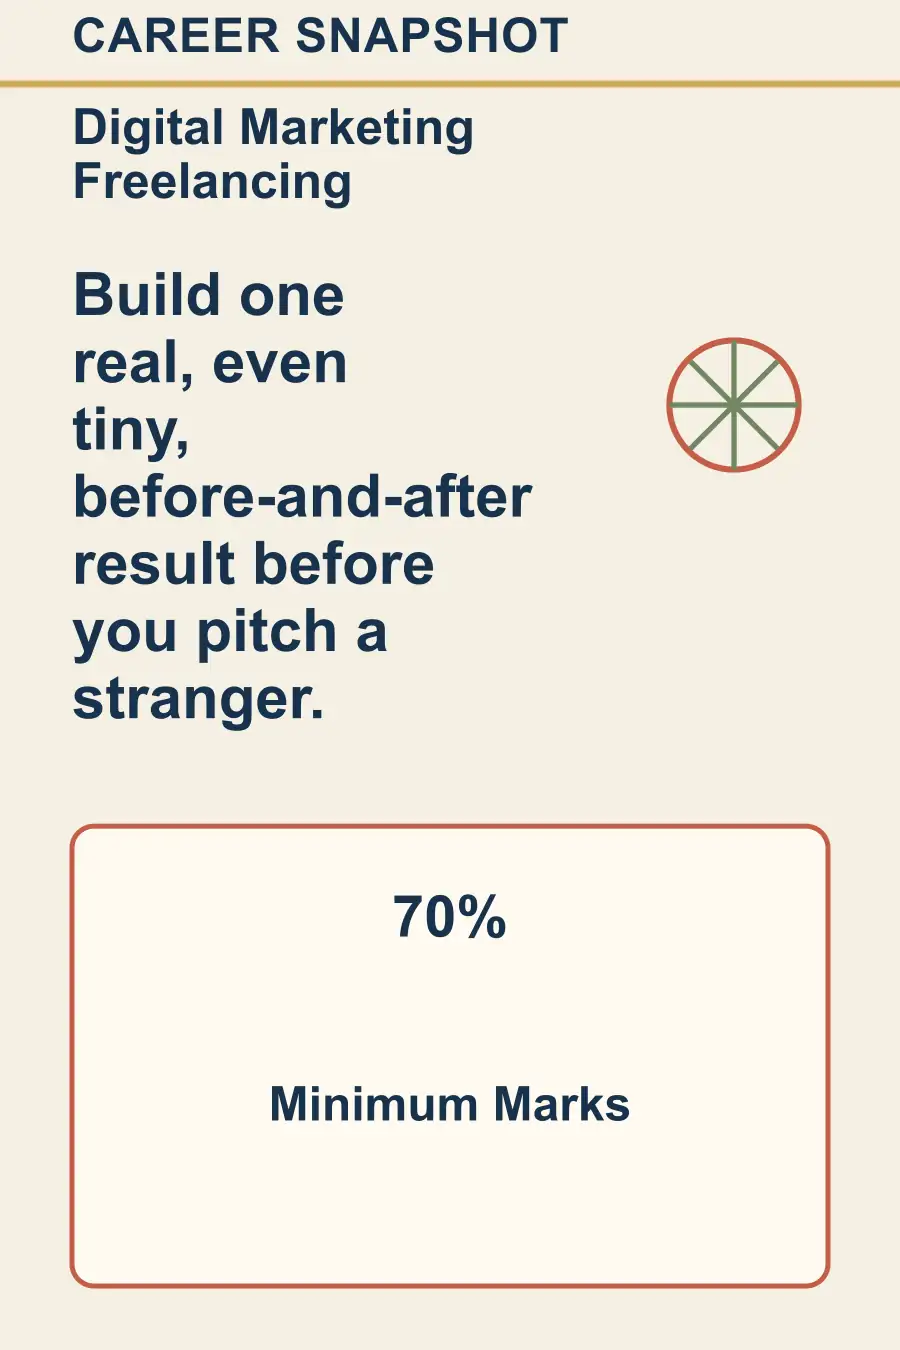 CAREER SNAPSHOT
Digital Marketing
Freelancing
Build one
real, even
tiny,
before-and-after
result before
you pitch a
stranger.
70%
Minimum Marks